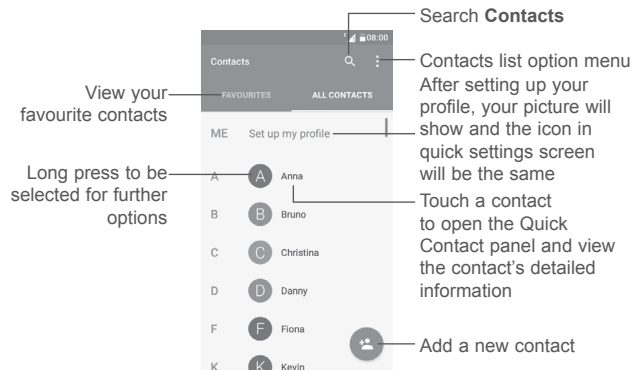 Search Contacts
08:00
Contacts
Contacts list option menu
FAVOURITES
ALL CONTACTS
View your
favourite contacts
After setting up your
profile, your picture will
show and the icon in
quick settings screen
will be the same
ME Set up my profile
Long press to be
selected for further
options
A A Anna
Touch a contact
to open the Quick
Contact panel and view
the contact's detailed
information
B B Bruno
C C Christina
D D Danny
F F Fiona
Add a new contact
K K Kevin